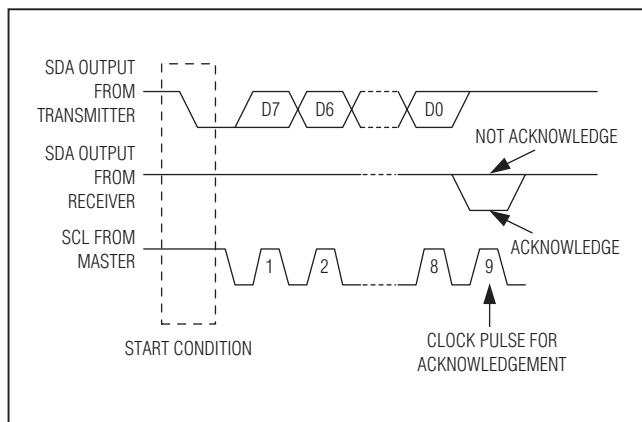 SDA OUTPUT
FROM
TRANSMITTER
D7
D6
D0
NOT ACKNOWLEDGE
SDA OUTPUT
FROM
RECEIVER
ACKNOWLEDGE
SCL FROM
MASTER
1
2
8
9
START CONDITION
CLOCK PULSE FOR
ACKNOWLEDGEMENT